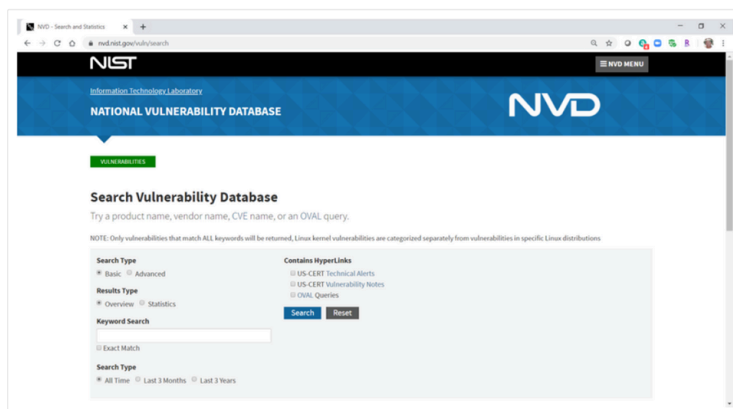 NVD - Search and Statistics
nvd.nist.gov/vuln/search
NIST
NVD MENU
Information Technology Laboratory
NATIONAL VULNERABILITY DATABASE
NVD
VULNERABILITIES
Search Vulnerability Database
Try a product name, vendor name, CVE name, or an OVAL query.
NOTE: Only vulnerabilities that match ALL keywords will be returned, Linux kernel vulnerabilities are categorized separately from vulnerabilities in specific Linux distributions
Search Type
Basic Advanced
Results Type
Overview Statistics
Keyword Search
Exact Match
Search Type
All Time Last 3 Months Last 3 Years
Contains HyperLinks
US-CERT Technical Alerts
US-CERT Vulnerability Notes
OVAL Queries
Search Reset